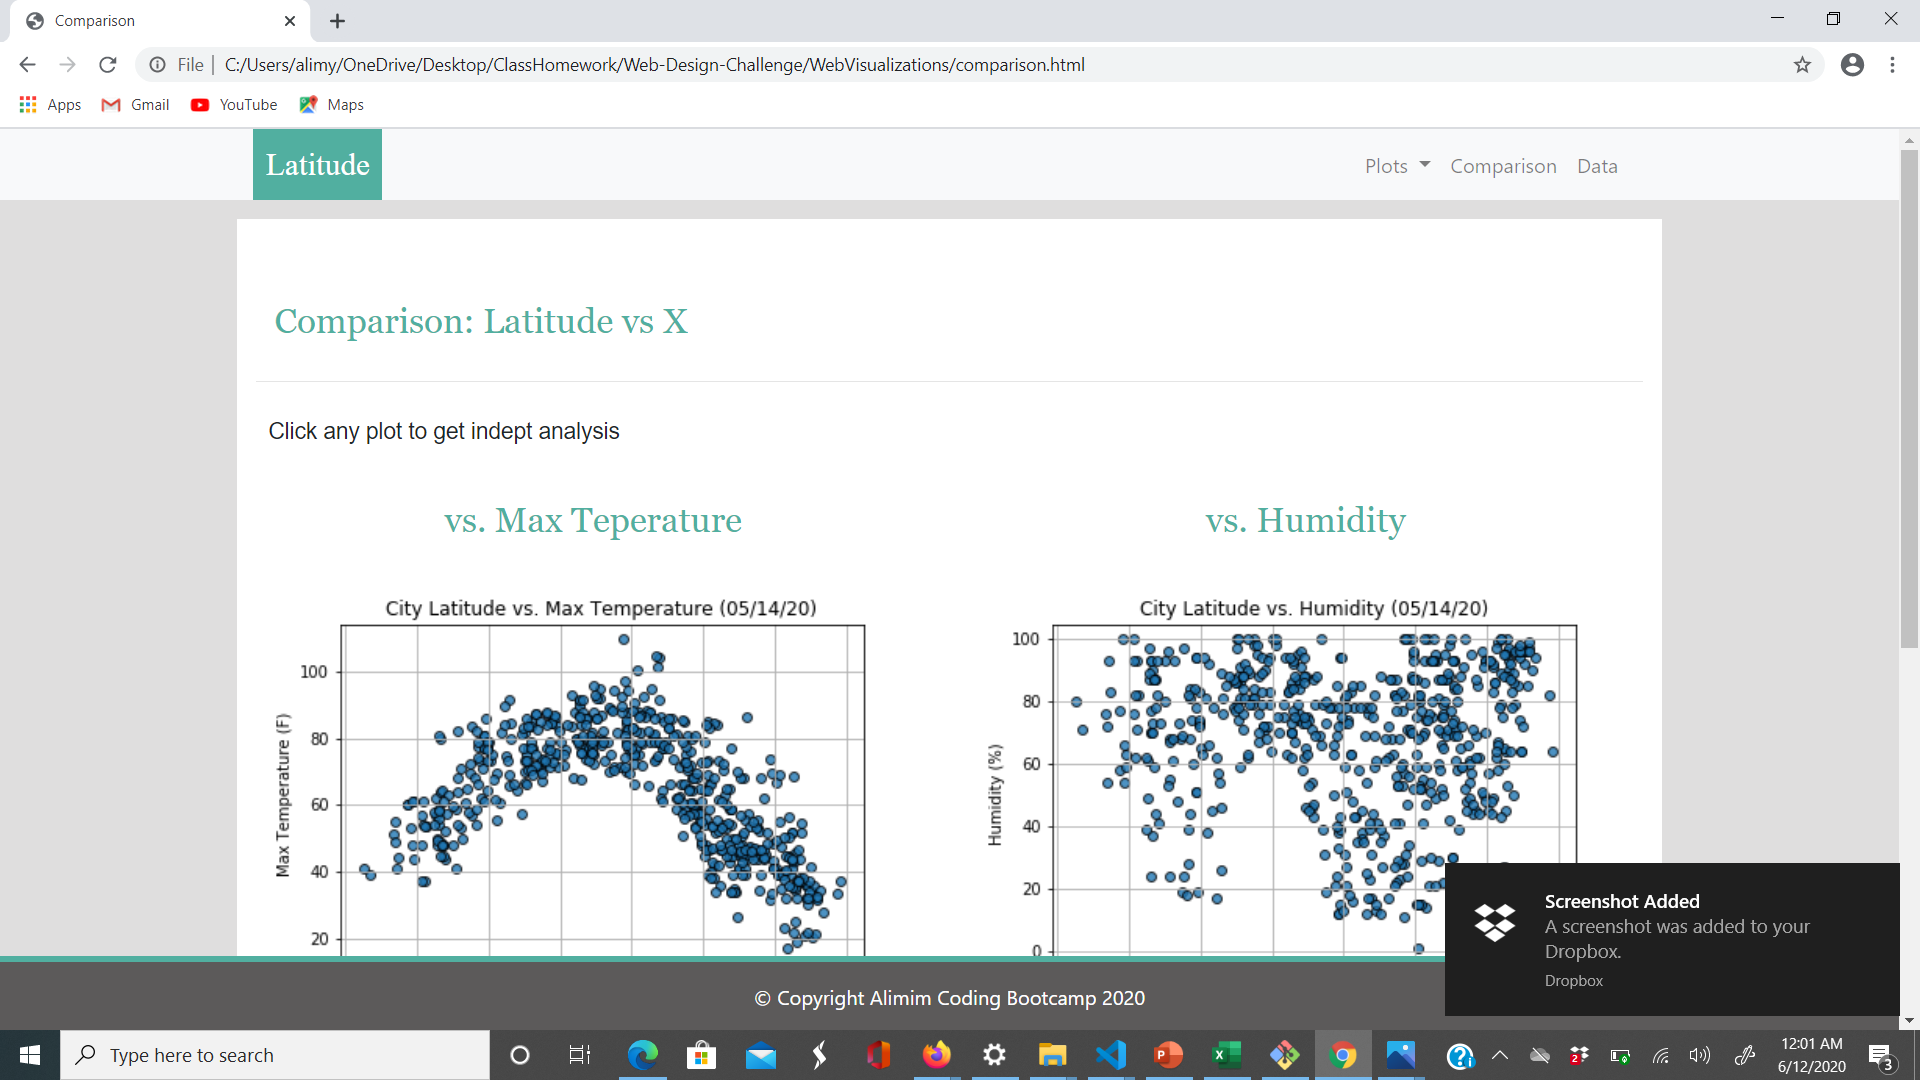 Comparison
File
C:/Users/alimy/OneDrive/Desktop/ClassHomework/Web-Design-Challenge/WebVisualizations/comparison.html
Apps
Gmail
YouTube
Maps
Latitude
Plots
Comparison
Data
Comparison: Latitude vs X
Click any plot to get indept analysis
vs. Max Teperature
vs. Humidity
City Latitude vs. Max Temperature (05/14/20)
100
80
60
40
20
Max Temperature (F)
City Latitude vs. Humidity (05/14/20)
100
80
60
40
20
0
Humidity (%)
Screenshot Added
A screenshot was added to your
Dropbox.
Dropbox
© Copyright Alimim Coding Bootcamp 2020
Type here to search
2
12:01 AM
6/12/2020
3